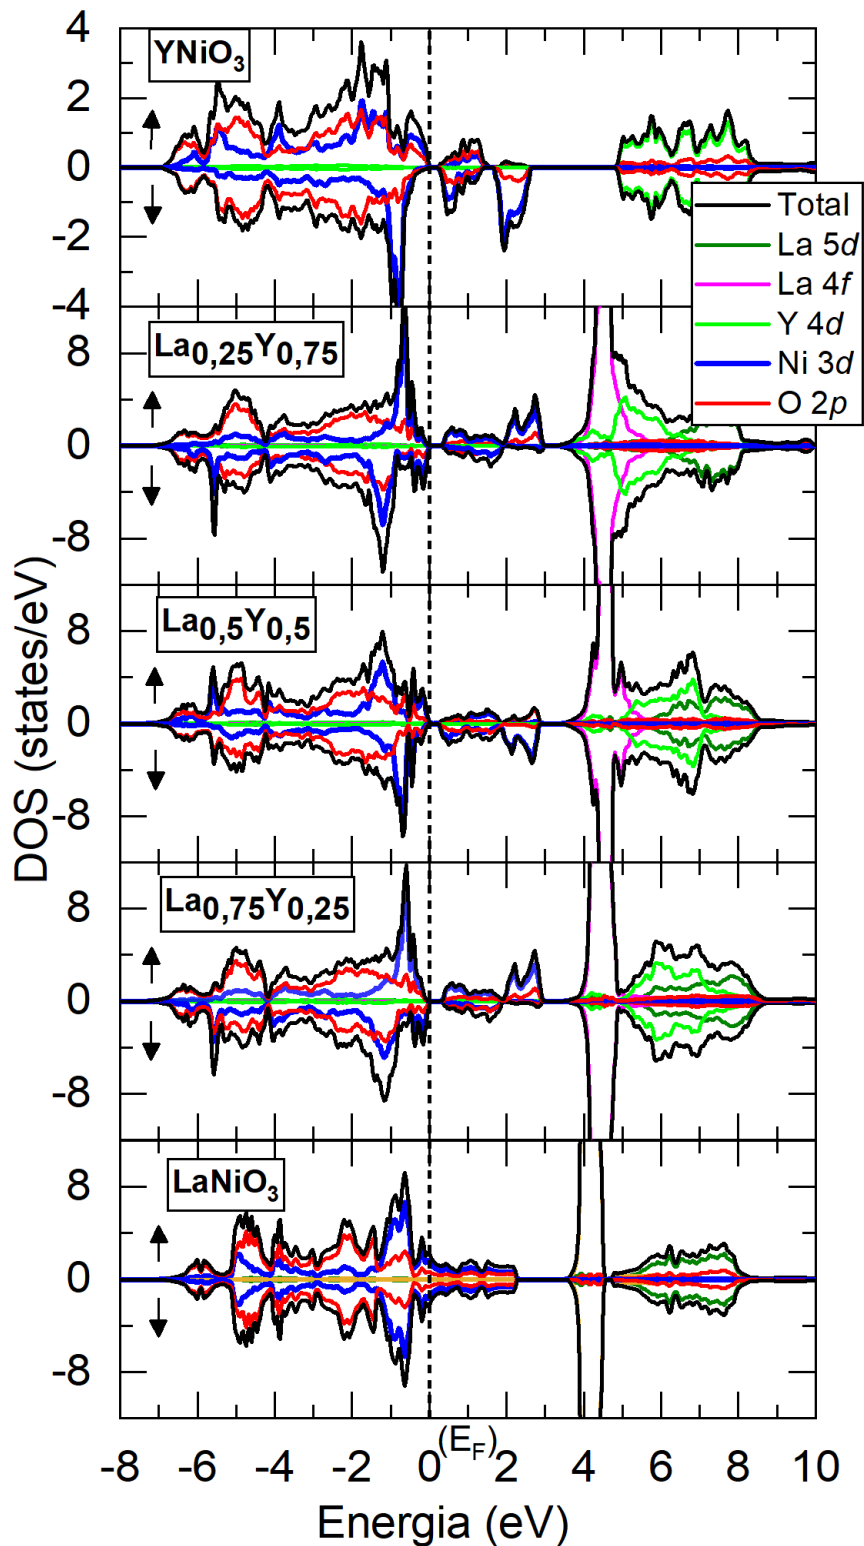 YNiO₃
4
2
0
-2
-4
Total
La 5d
La 4f
Y 4d
Ni 3d
O 2p
La₀,₂₅Y₀,₇₅
8
0
-8
La₀,₅Y₀,₅
8
0
-8
La₀,₇₅Y₀,₂₅
8
0
-8
LaNiO₃
8
0
-8
DOS (states/eV)
(E_F)
-8 -6 -4 -2 0 2 4 6 8 10
Energia (eV)